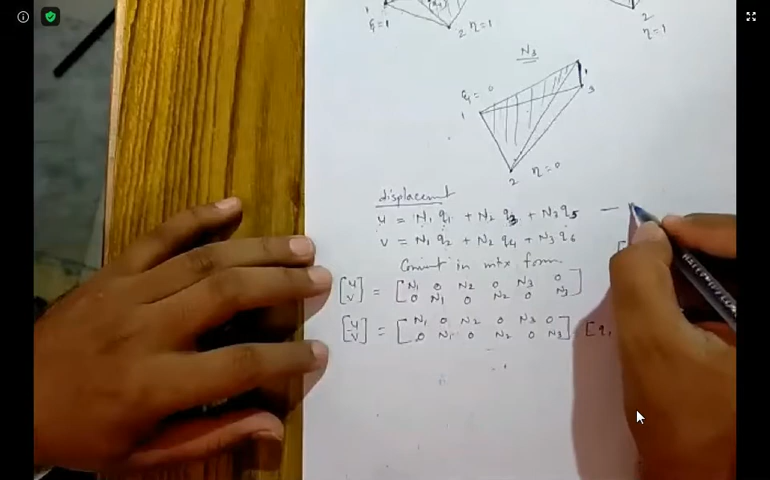 1
ξ=1
2 η=1
2
η=1
N3
ξ = 0
1
1
3
2 η=0
displacement
u = N1 q1 + N2 q3 + N3 q5 —
v = N1 q2 + N2 q4 + N3 q6
Convert in mtx form
[u v] = [N1 0 N2 0 N3 0
0 N1 0 N2 0 N3]
[u v] = [N1 0 N2 0 N3 0
0 N1 0 N2 0 N3] [q1